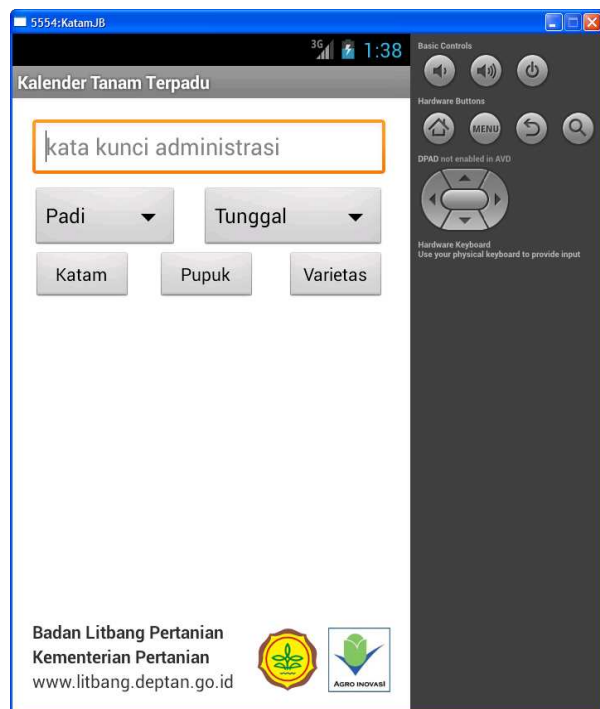 5554:KatamJB
3G 1:38
Kalender Tanam Terpadu
kata kunci administrasi
Padi Tunggal
Katam Pupuk Varietas
Badan Litbang Pertanian
Kementerian Pertanian
www.litbang.deptan.go.id
AGRO INOVASI
Basic Controls
Hardware Buttons
MENU
DPAD not enabled in AVD
Hardware Keyboard
Use your physical keyboard to provide input